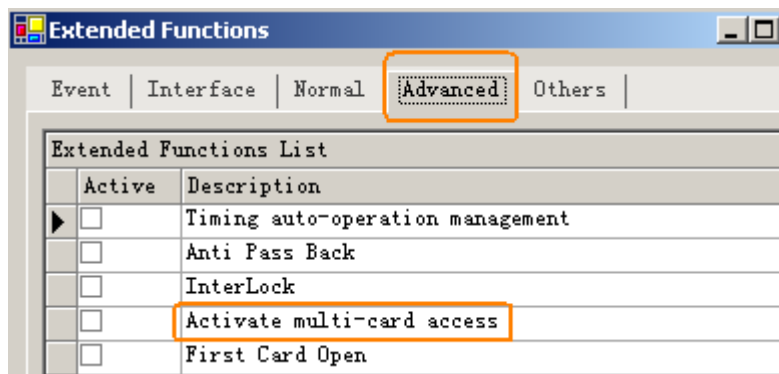 Extended Functions
Event | Interface | Normal | Advanced | Others |
Extended Functions List
Active Description
Timing auto-operation management
Anti Pass Back
InterLock
Activate multi-card access
First Card Open